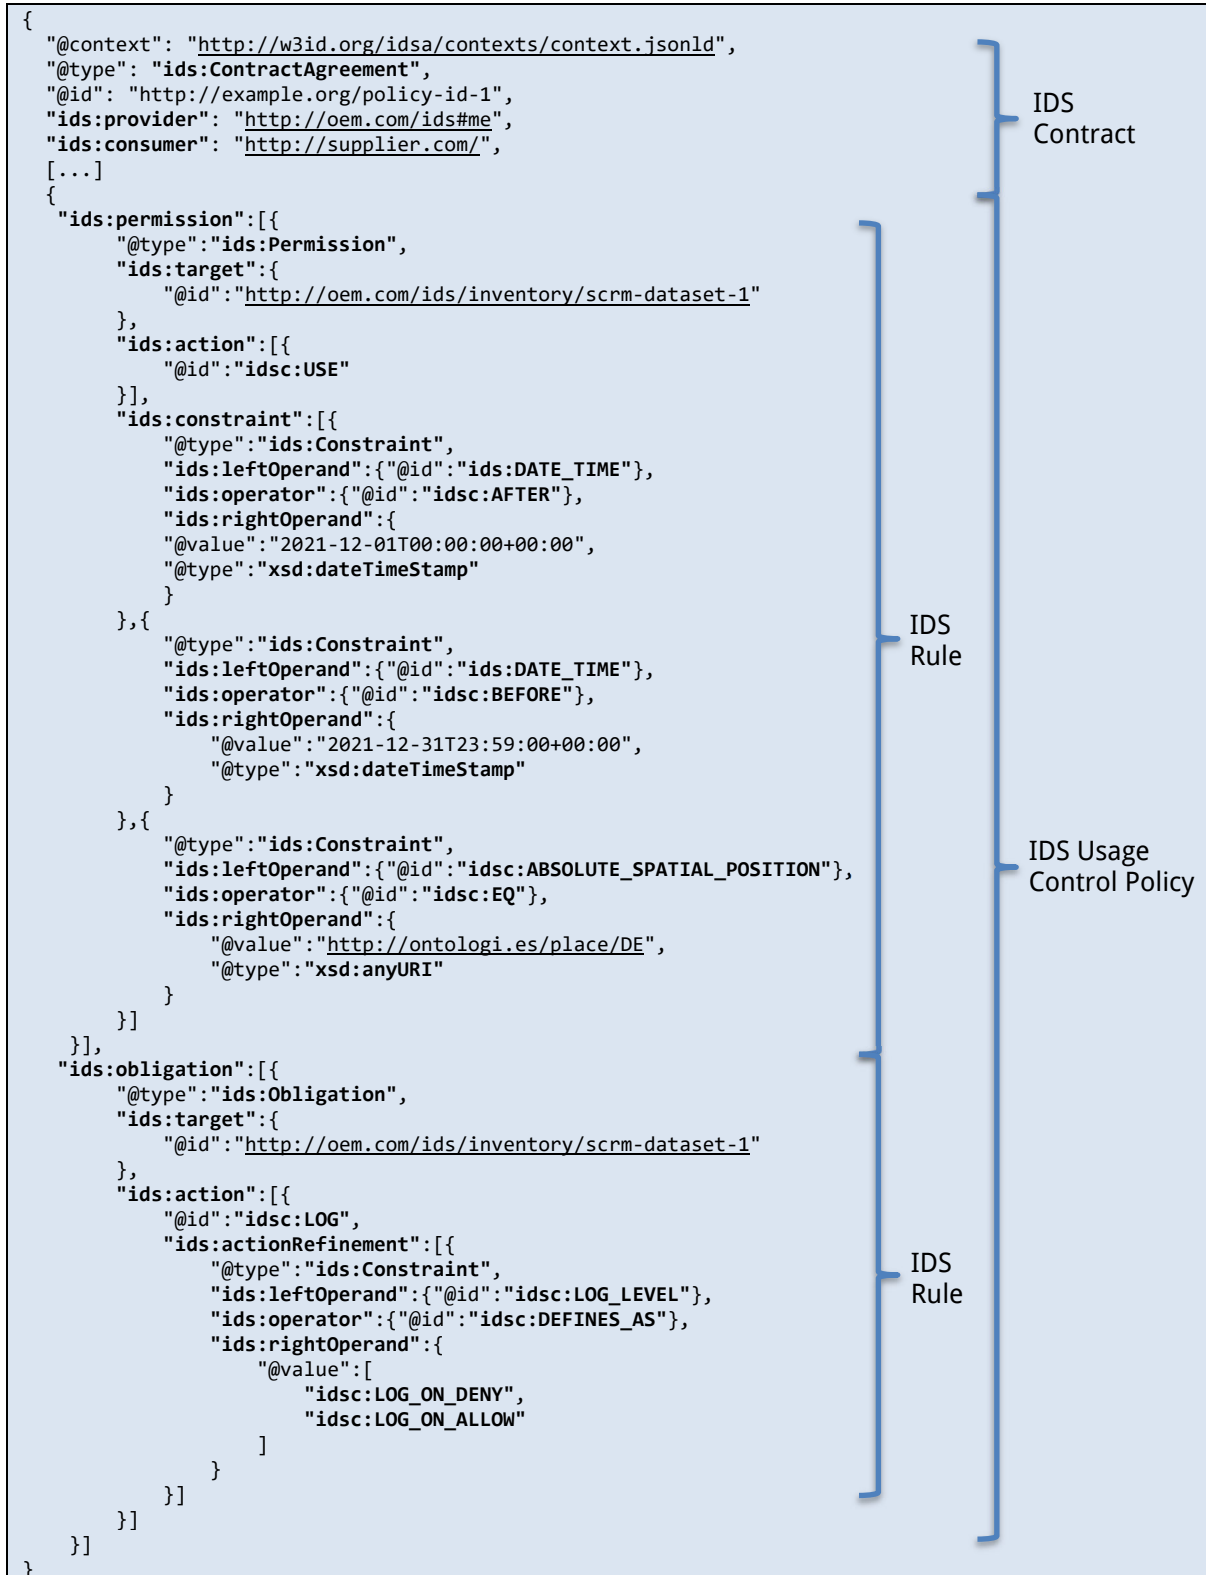 {
"@context": "http://w3id.org/idsa/contexts/context.jsonld",
"@type": "ids:ContractAgreement",
"@id": "http://example.org/policy-id-1",
"ids:provider": "http://oem.com/ids#me",
"ids:consumer": "http://supplier.com/",
[...]
{
"ids:permission":[{
"@type":"ids:Permission",
"ids:target":{
"@id":"http://oem.com/ids/inventory/scrm-dataset-1"
},
"ids:action":[{
"@id":"idsc:USE"
}],
"ids:constraint":[{
"@type":"ids:Constraint",
"ids:leftOperand":{"@id":"ids:DATE_TIME"},
"ids:operator":{"@id":"idsc:AFTER"},
"ids:rightOperand":{
"@value":"2021-12-01T00:00:00+00:00",
"@type":"xsd:dateTimeStamp"
}
},{
"@type":"ids:Constraint",
"ids:leftOperand":{"@id":"ids:DATE_TIME"},
"ids:operator":{"@id":"idsc:BEFORE"},
"ids:rightOperand":{
"@value":"2021-12-31T23:59:00+00:00",
"@type":"xsd:dateTimeStamp"
}
},{
"@type":"ids:Constraint",
"ids:leftOperand":{"@id":"idsc:ABSOLUTE_SPATIAL_POSITION"},
"ids:operator":{"@id":"idsc:EQ"},
"ids:rightOperand":{
"@value":"http://ontologi.es/place/DE",
"@type":"xsd:anyURI"
}
}]
}],
"ids:obligation":[{
"@type":"ids:Obligation",
"ids:target":{
"@id":"http://oem.com/ids/inventory/scrm-dataset-1"
},
"ids:action":[{
"@id":"idsc:LOG",
"ids:actionRefinement":[{
"@type":"ids:Constraint",
"ids:leftOperand":{"@id":"idsc:LOG_LEVEL"},
"ids:operator":{"@id":"idsc:DEFINES_AS"},
"ids:rightOperand":{
"@value":[
"idsc:LOG_ON_DENY",
"idsc:LOG_ON_ALLOW"
]
}
}]
}]
}]
}
IDS
Contract
IDS
Rule
IDS Usage
Control Policy
IDS
Rule